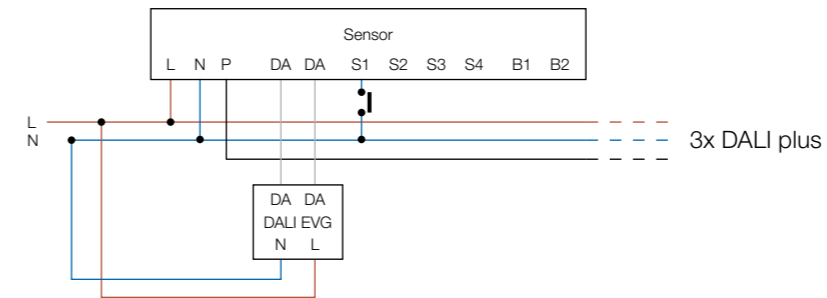 Sensor
L N P DA DA S1 S2 S3 S4 B1 B2
L
N
3x DALI plus
DA DA
DALI EVG
N L